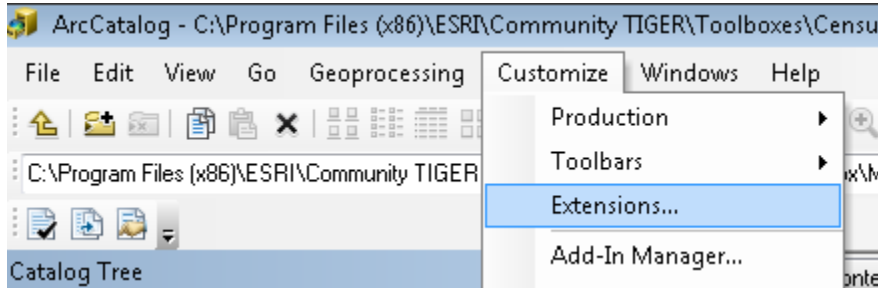 ArcCatalog - C:\Program Files (x86)\ESRI\Community TIGER\Toolboxes\Censu
File Edit View Go Geoprocessing Customize Windows Help
Production
Toolbars
C:\Program Files (x86)\ESRI\Community TIGER
Extensions...
Add-In Manager...
Catalog Tree